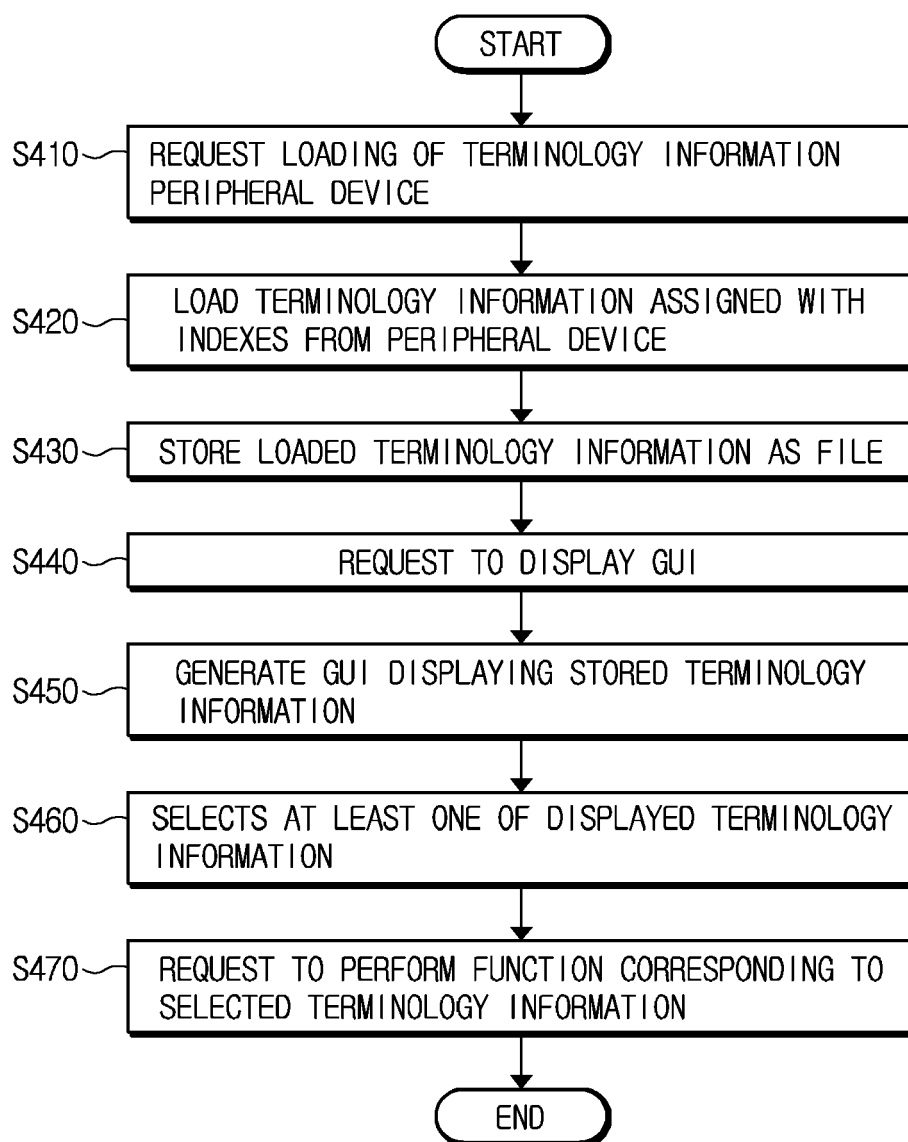 START
S410 REQUEST LOADING OF TERMINOLOGY INFORMATION
PERIPHERAL DEVICE
S420 LOAD TERMINOLOGY INFORMATION ASSIGNED WITH
INDEXES FROM PERIPHERAL DEVICE
S430 STORE LOADED TERMINOLOGY INFORMATION AS FILE
S440 REQUEST TO DISPLAY GUI
S450 GENERATE GUI DISPLAYING STORED TERMINOLOGY
INFORMATION
S460 SELECTS AT LEAST ONE OF DISPLAYED TERMINOLOGY
INFORMATION
S470 REQUEST TO PERFORM FUNCTION CORRESPONDING TO
SELECTED TERMINOLOGY INFORMATION
END